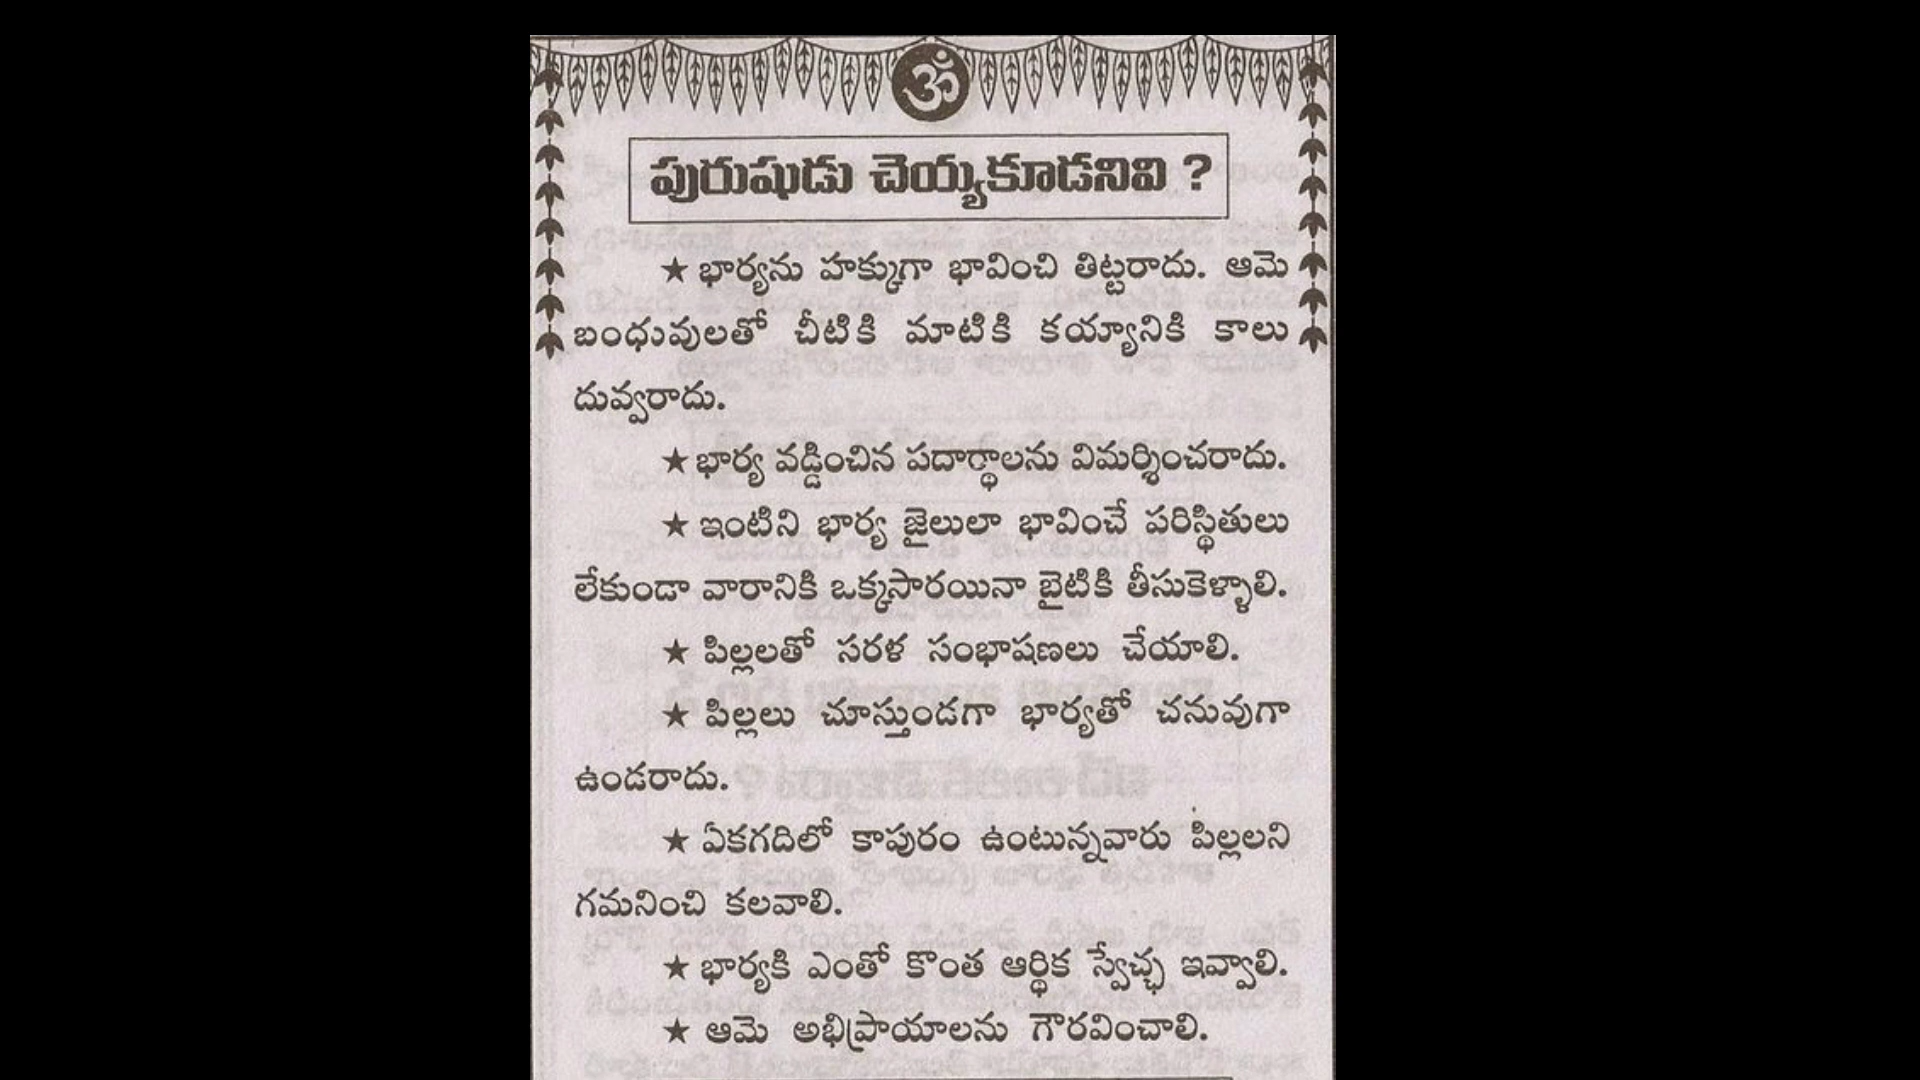 ॐ
పురుషుడు చెయ్యకూడనివి ?
★ భార్యను హక్కుగా భావించి తిట్టరాదు. ఆమె
బంధువులతో చీటికి మాటికి కయ్యానికి కాలు
దువ్వరాదు.
★ భార్య వడ్డించిన పదార్థాలను విమర్శించరాదు.
★ ఇంటిని భార్య జైలులా భావించే పరిస్థితులు
లేకుండా వారానికి ఒక్కసారయినా బైటికి తీసుకెళ్ళాలి.
★ పిల్లలతో సరళ సంభాషణలు చేయాలి.
★ పిల్లలు చూస్తుండగా భార్యతో చనువుగా
ఉండరాదు.
★ ఏకగదిలో కాపురం ఉంటున్నవారు పిల్లలని
గమనించి కలవాలి.
★ భార్యకి ఎంతో కొంత ఆర్థిక స్వేచ్ఛ ఇవ్వాలి.
★ ఆమె అభిప్రాయాలను గౌరవించాలి.